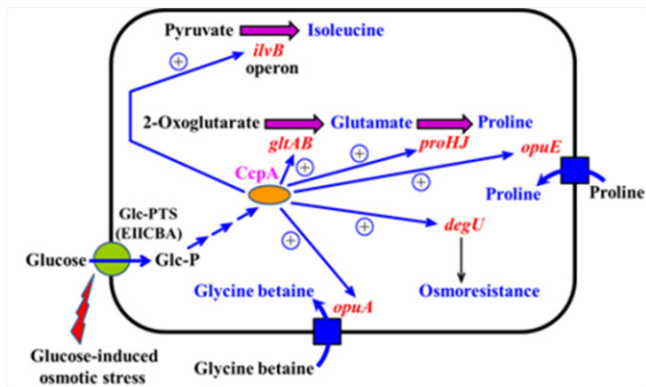 Pyruvate Isoleucine
ilvB
operon
2-Oxoglutarate Glutamate Proline
gltAB proHJ opuE
CcpA
Proline Proline
Glc-PTS
(EIICBA)
degU
Glucose Glc-P
Glycine betaine opuA Osmoresistance
Glucose-induced
osmotic stress
Glycine betaine